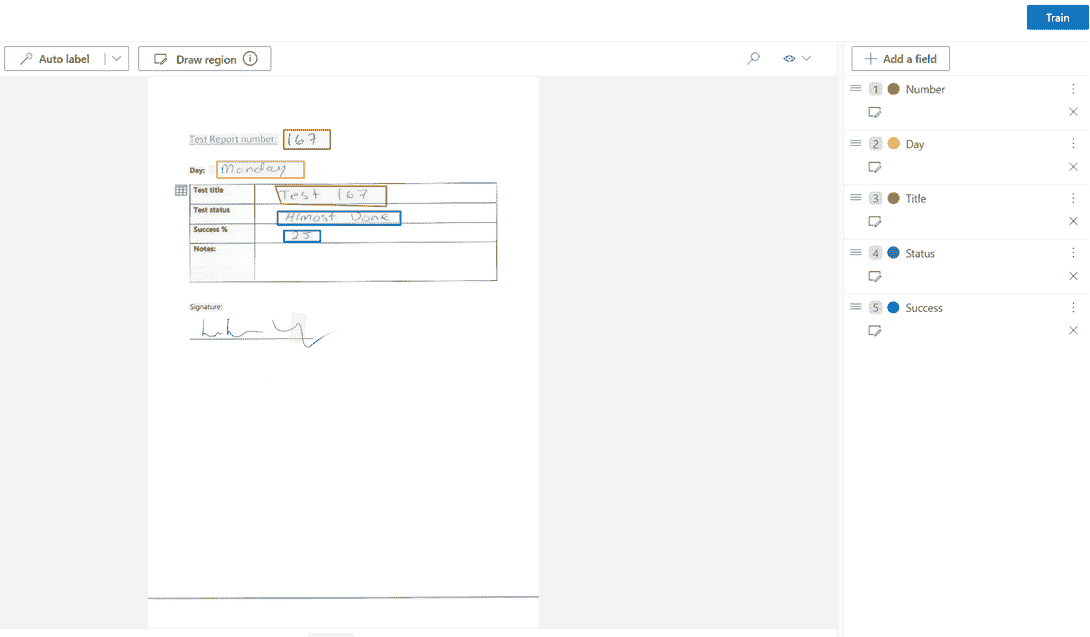 Train
Auto label
Draw region
Add a field
1 Number
2 Day
3 Title
4 Status
5 Success
Test Report number: 167
Day: Monday
Test title Test 167
Test status Almost Done
Success % 25
Notes:
Signature: